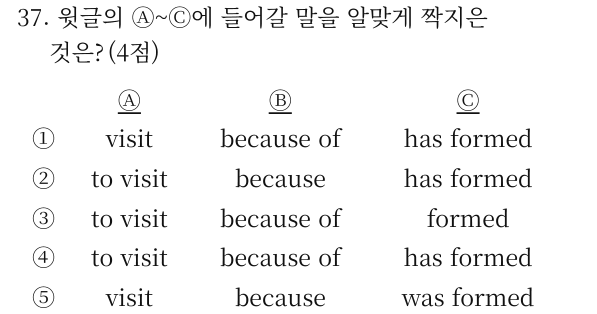 37. 윗글의 Ⓐ~Ⓒ에 들어갈 말을 알맞게 짝지은
것은? (4점)
Ⓐ Ⓑ Ⓒ
① visit because of has formed
② to visit because has formed
③ to visit because of formed
④ to visit because of has formed
⑤ visit because was formed